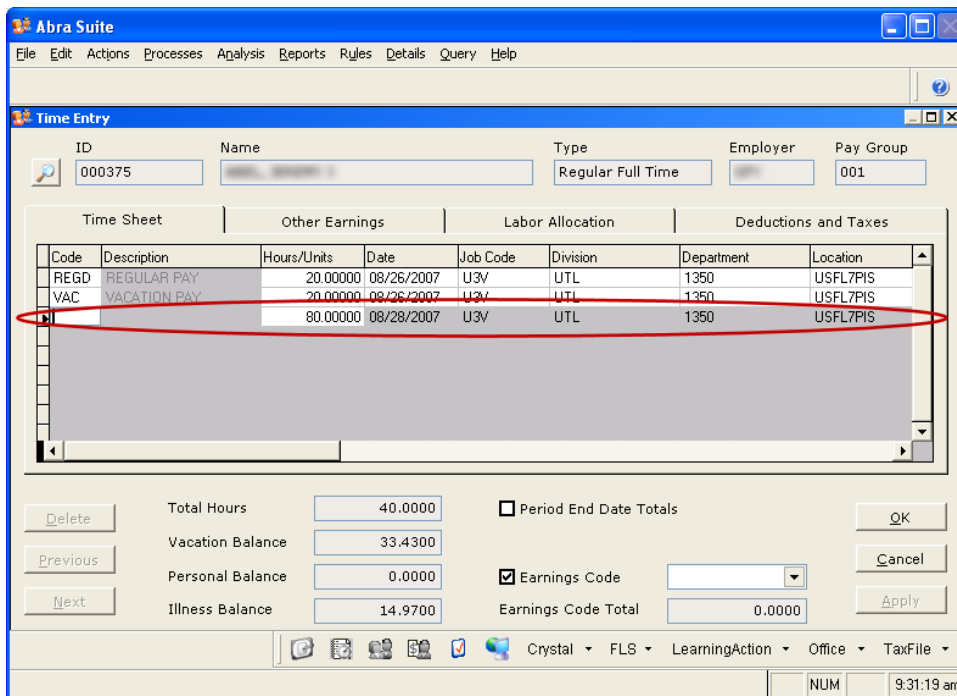 Abra Suite
File Edit Actions Processes Analysis Reports Rules Details Query Help
Time Entry
ID Name Type Employer Pay Group
000375 Regular Full Time 001
Time Sheet Other Earnings Labor Allocation Deductions and Taxes
Code Description Hours/Units Date Job Code Division Department Location
REGD REGULAR PAY 20.00000 08/26/2007 U3V UTL 1350 USFL7PIS
VAC VACATION PAY 20.00000 08/26/2007 U3V UTL 1350 USFL7PIS
80.00000 08/28/2007 U3V UTL 1350 USFL7PIS
Delete Total Hours 40.0000 Period End Date Totals OK
Vacation Balance 33.4300
Previous Cancel
Personal Balance 0.0000 Earnings Code
Next Illness Balance 14.9700 Earnings Code Total 0.0000 Apply
Crystal FLS LearningAction Office TaxFile
NUM 9:31:19 am